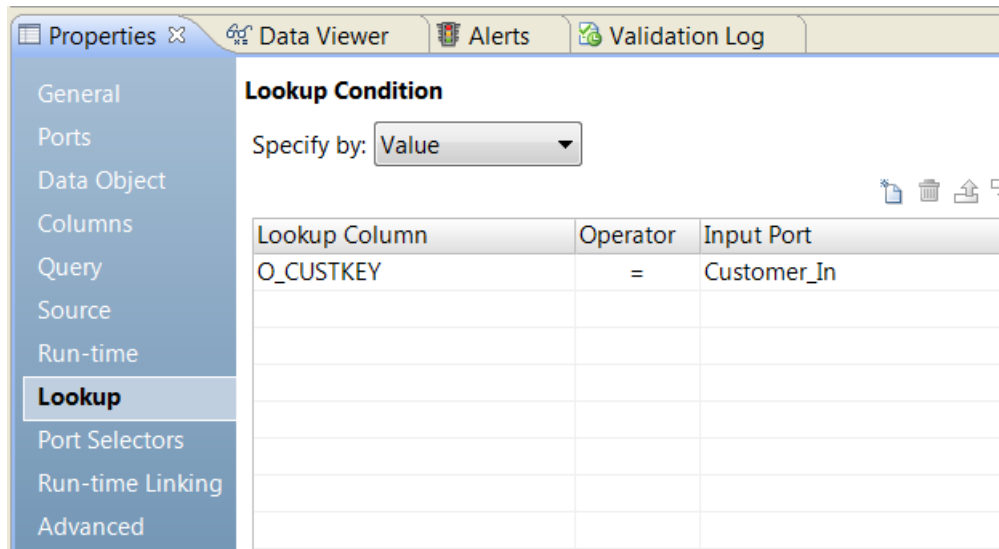 Properties Data Viewer Alerts Validation Log
General
Ports
Data Object
Columns
Query
Source
Run-time
Lookup
Port Selectors
Run-time Linking
Advanced
Lookup Condition
Specify by: Value
Lookup Column Operator Input Port
O_CUSTKEY = Customer_In